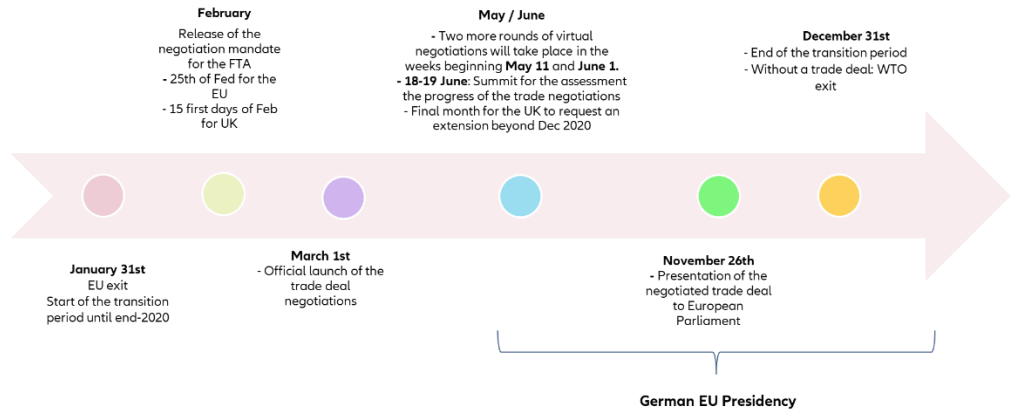 February
Release of the
negotiation mandate
for the FTA
- 25th of Fed for the
EU
- 15 first days of Feb
for UK
May / June
- Two more rounds of virtual
negotiations will take place in the
weeks beginning May 11 and June 1.
- 18-19 June: Summit for the assessment
the progress of the trade negotiations
- Final month for the UK to request an
extension beyond Dec 2020
December 31st
- End of the transition period
- Without a trade deal: WTO
exit
January 31st
EU exit
Start of the transition
period until end-2020
March 1st
- Official launch of the
trade deal
negotiations
November 26th
- Presentation of the
negotiated trade deal
to European
Parliament
German EU Presidency